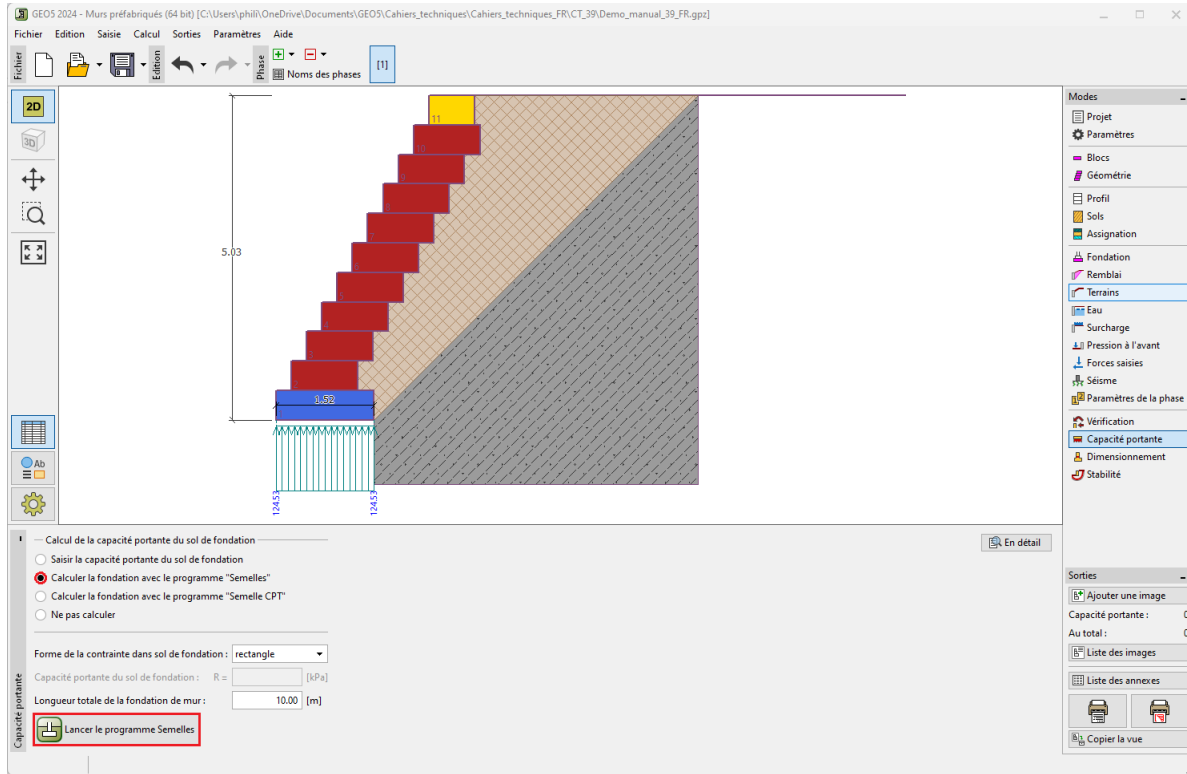 GEO5 2024 - Murs préfabriqués (64 bit) [C:\Users\phili\OneDrive\Documents\GEO5\Cahiers_techniques\Cahiers_techniques_FR\CT_39\Demo_manual_39_FR.gpz]
Fichier Edition Saisie Calcul Sorties Paramètres Aide
Fichier
Edition
Phase
Noms des phases
[1]
2D
3D
Ab
5.03
11
10
1.52
124.53
124.53
Modes
Projet
Paramètres
Blocs
Géométrie
Profil
Sols
Assignation
Fondation
Remblai
Terrains
Eau
Surcharge
Pression à l'avant
Forces saisies
Séisme
Paramètres de la phase
Vérification
Capacité portante
Dimensionnement
Stabilité
Capacité portante
Calcul de la capacité portante du sol de fondation
Saisir la capacité portante du sol de fondation
Calculer la fondation avec le programme "Semelles"
Calculer la fondation avec le programme "Semelle CPT"
Ne pas calculer
Forme de la contrainte dans sol de fondation : rectangle
Capacité portante du sol de fondation : R = [kPa]
Longueur totale de la fondation de mur : 10.00 [m]
Lancer le programme Semelles
En détail
Sorties
Ajouter une image
Capacité portante :
Au total :
Liste des images
Liste des annexes
Copier la vue